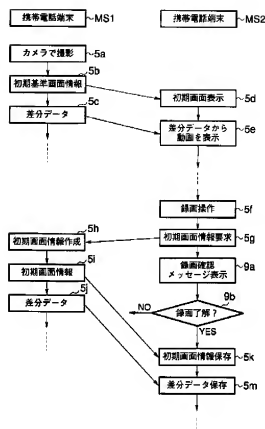 携帯電話端末 MS1
携帯電話端末 MS2
カメラで撮影 5a
初期基準画面情報 5b
差分データ 5c
初期画面表示 5d
差分データから
動画を表示 5e
録画操作 5f
初期画面情報要求 5g
初期画面情報作成 5h
録画確認
メッセージ表示 9a
初期画面情報 5i
差分データ 5j
録画了解? 9b
NO
YES
初期画面情報保存 5k
差分データ保存 5m